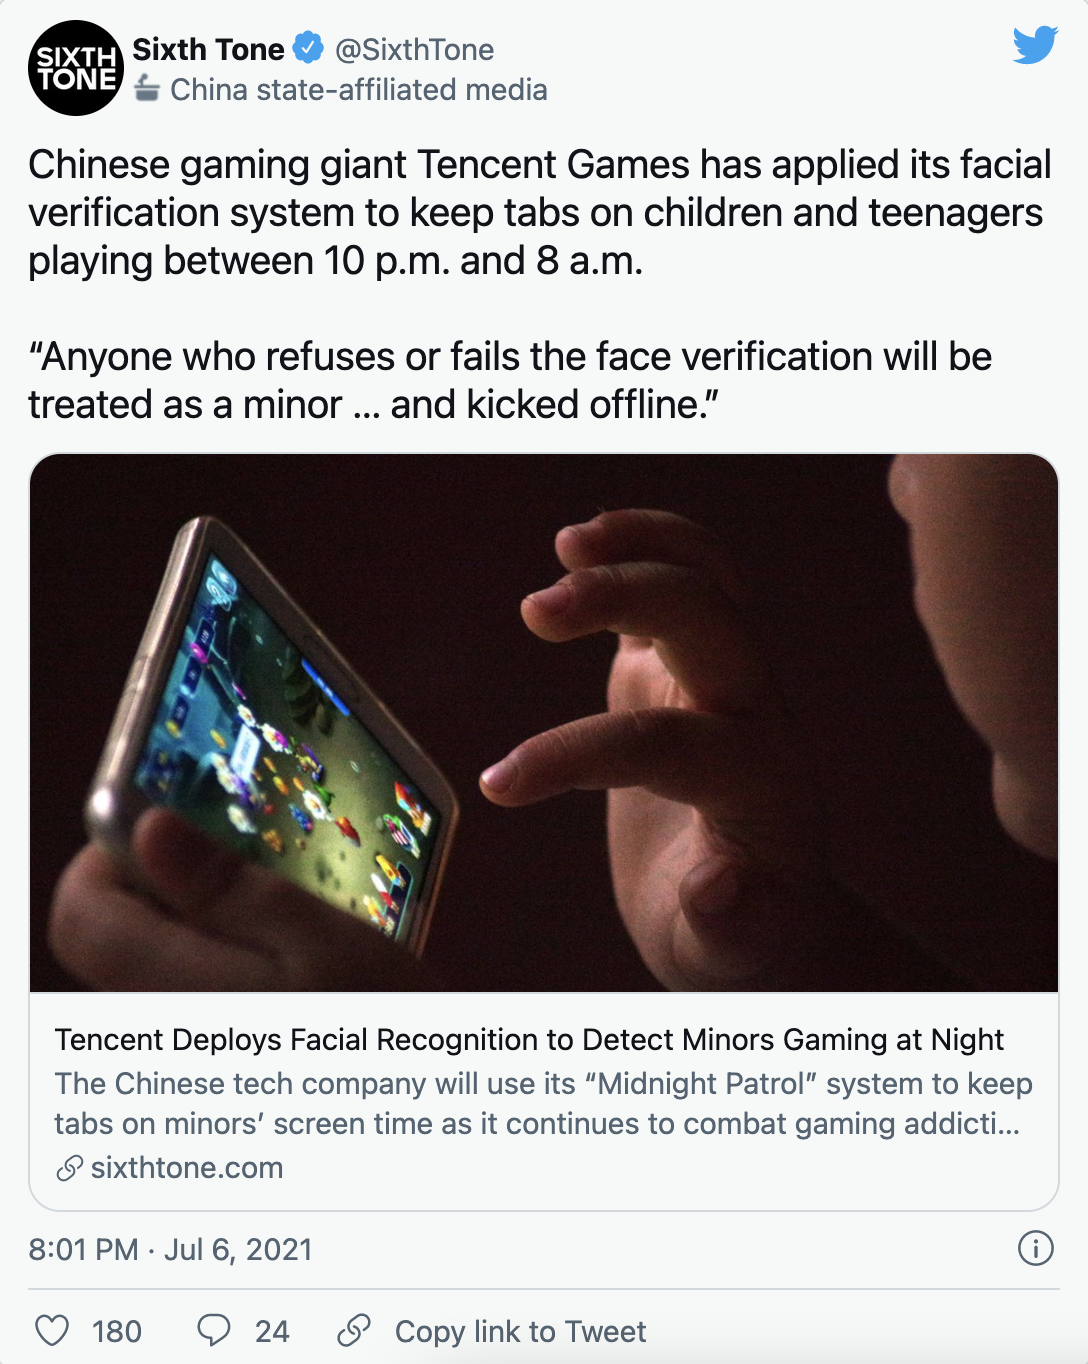 SIXTH
TONE
Sixth Tone @SixthTone
China state-affiliated media
Chinese gaming giant Tencent Games has applied its facial
verification system to keep tabs on children and teenagers
playing between 10 p.m. and 8 a.m.
“Anyone who refuses or fails the face verification will be
treated as a minor ... and kicked offline.”
Tencent Deploys Facial Recognition to Detect Minors Gaming at Night
The Chinese tech company will use its “Midnight Patrol” system to keep
tabs on minors’ screen time as it continues to combat gaming addicti...
sixthtone.com
8:01 PM · Jul 6, 2021
180 24 Copy link to Tweet